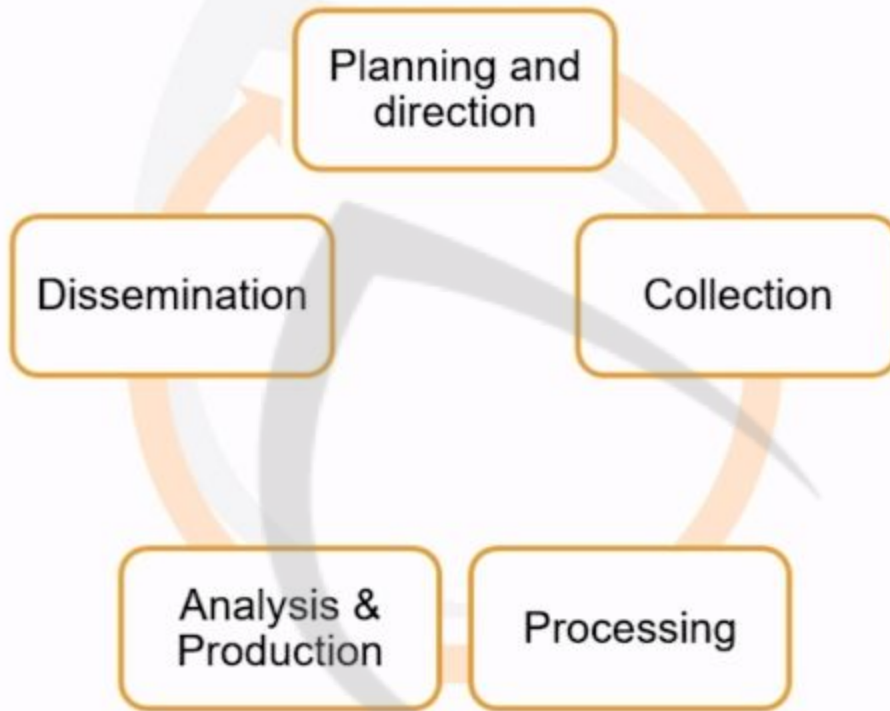 Planning and
direction
Collection
Processing
Analysis &
Production
Dissemination